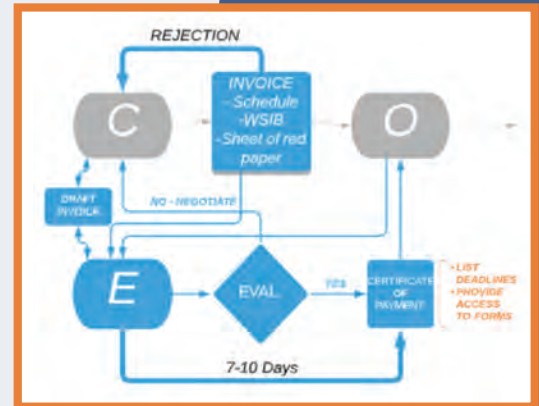 REJECTION
C
INVOICE
-Schedule
-WSIB
-Sheet of red
paper
O
DRAFT
INVOICE
NO - NEGOTIATE
E
EVAL.
YES
CERTIFICATE
OF
PAYMENT
• LIST
DEADLINES
• PROVIDE
ACCESS
TO FORMS
7-10 Days